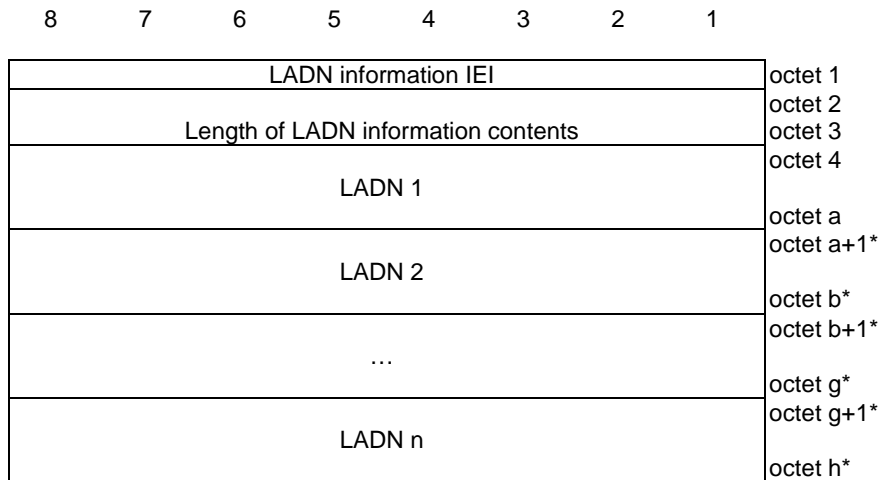 8 7 6 5 4 3 2 1
LADN information IEI octet 1
octet 2
Length of LADN information contents octet 3
octet 4
LADN 1
octet a
octet a+1*
LADN 2
octet b*
octet b+1*
…
octet g*
octet g+1*
LADN n
octet h*